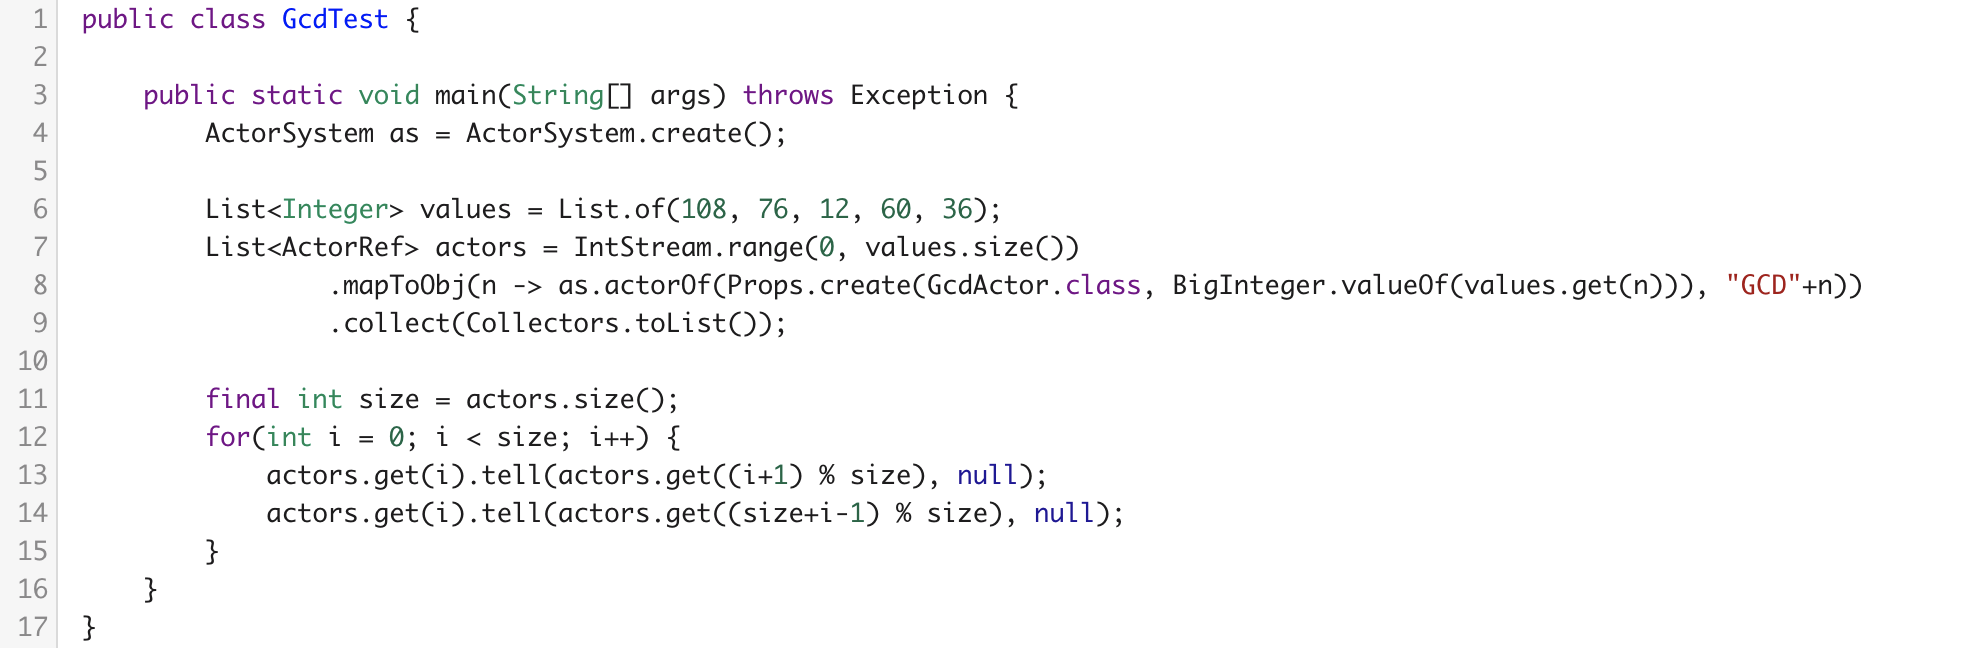 1 public class GcdTest {
2
3     public static void main(String[] args) throws Exception {
4         ActorSystem as = ActorSystem.create();
5
6         List<Integer> values = List.of(108, 76, 12, 60, 36);
7         List<ActorRef> actors = IntStream.range(0, values.size())
8                 .mapToObj(n -> as.actorOf(Props.create(GcdActor.class, BigInteger.valueOf(values.get(n))), "GCD"+n))
9                 .collect(Collectors.toList());
10
11         final int size = actors.size();
12         for(int i = 0; i < size; i++) {
13             actors.get(i).tell(actors.get((i+1) % size), null);
14             actors.get(i).tell(actors.get((size+i-1) % size), null);
15         }
16     }
17 }